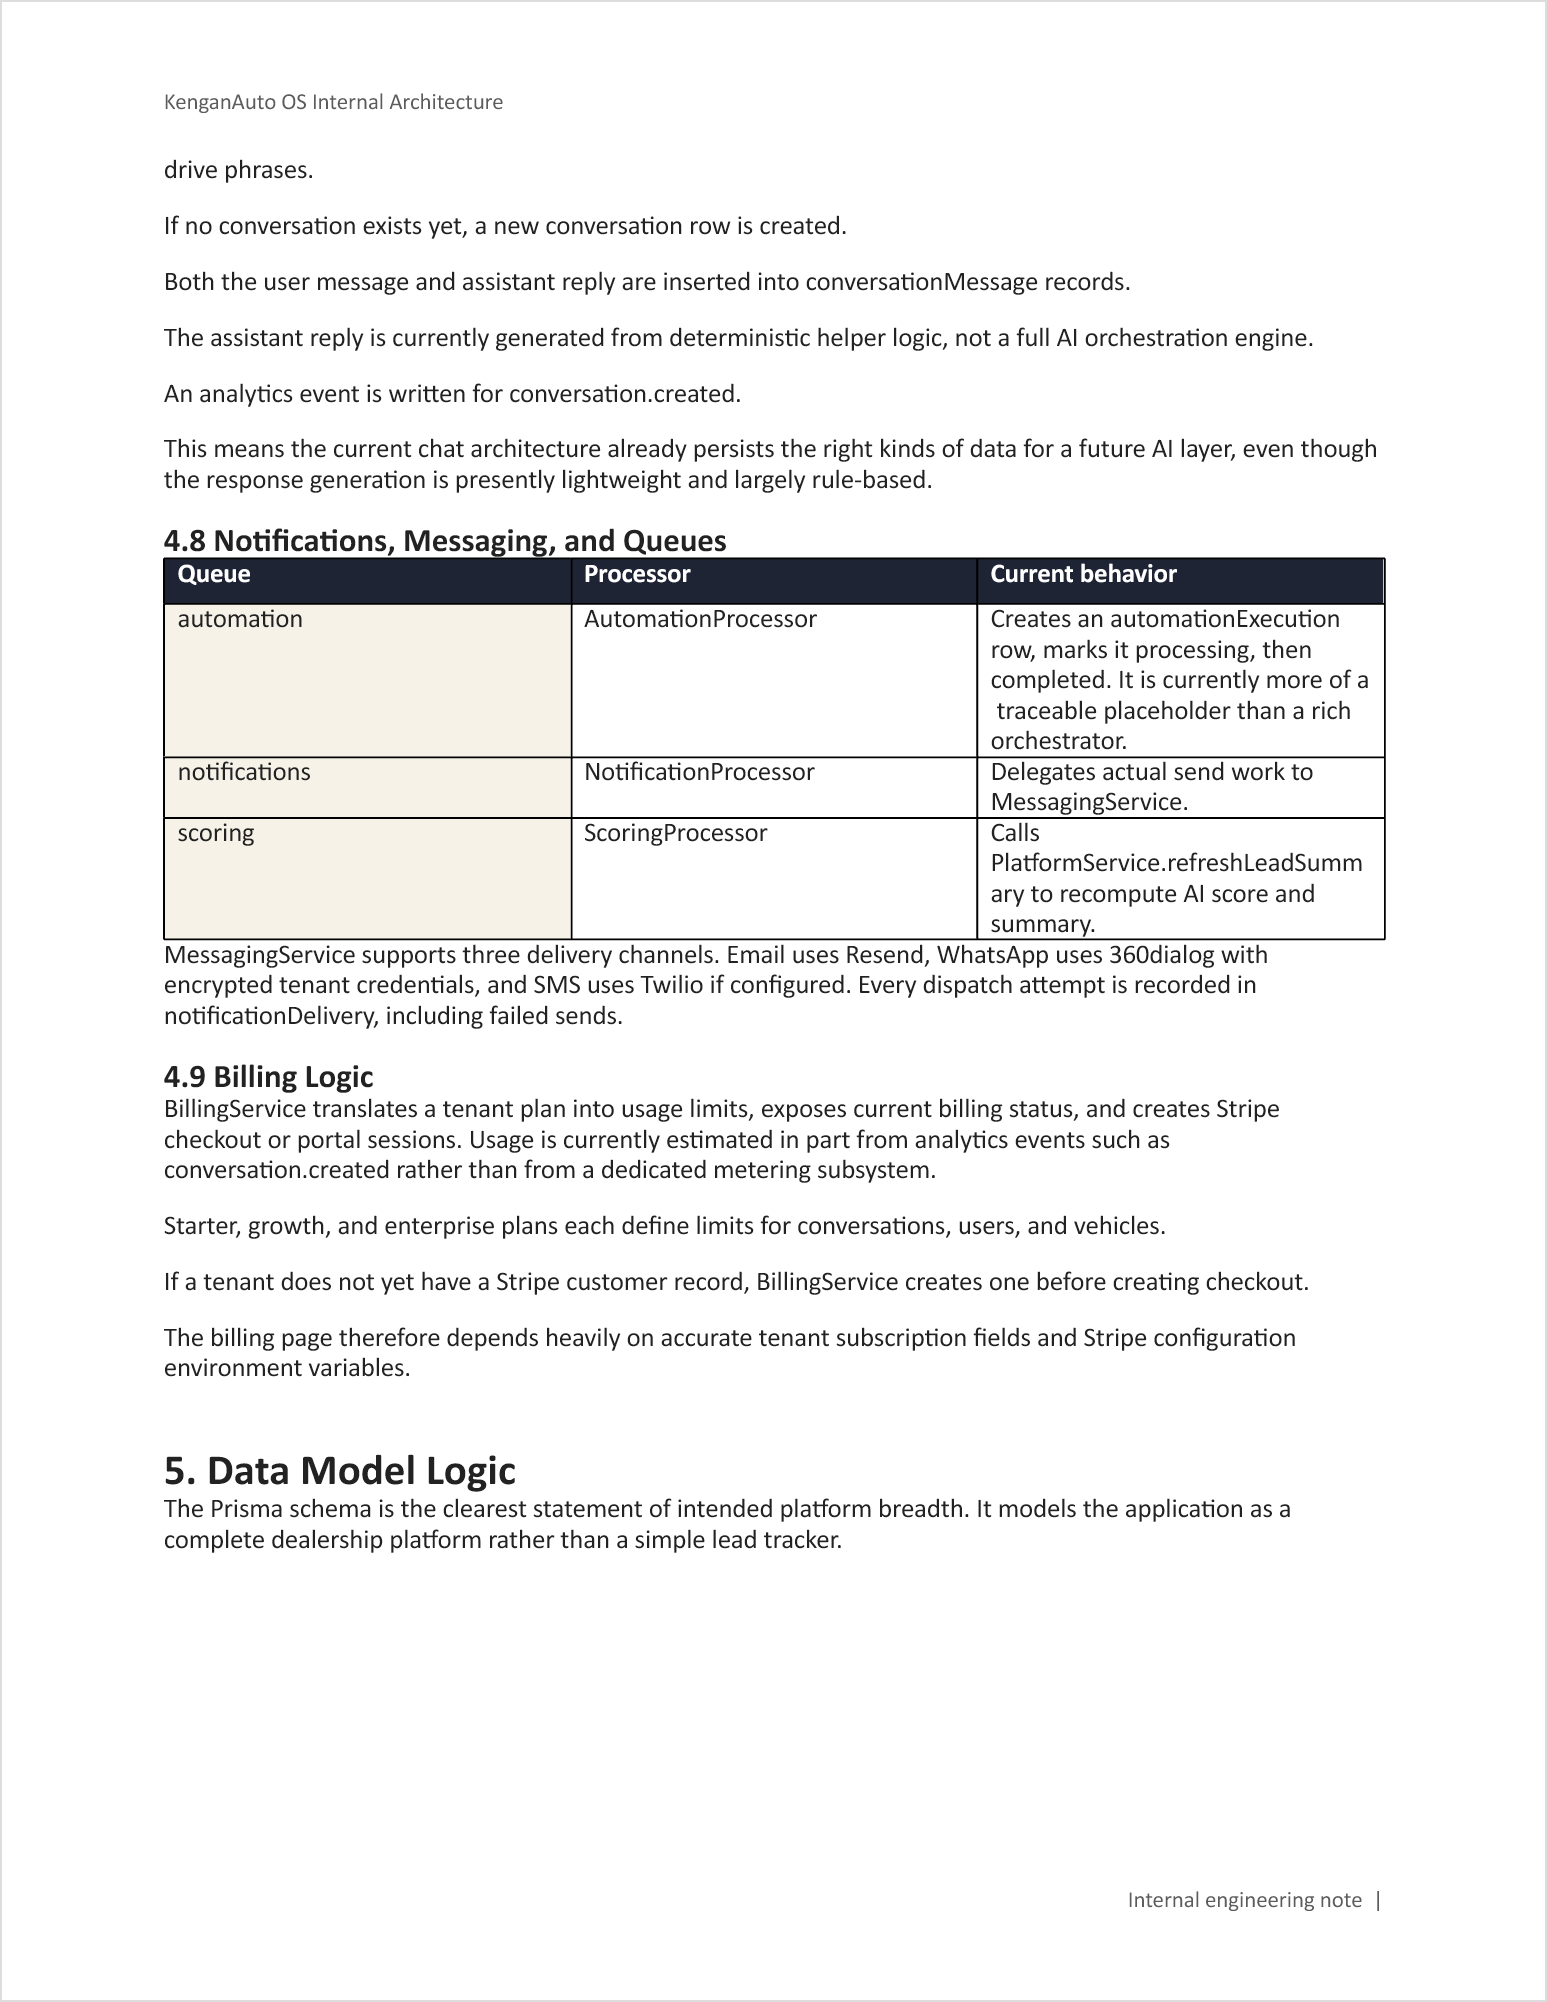 KenganAuto OS Internal Architecture
drive phrases.
If no conversation exists yet, a new conversation row is created.
Both the user message and assistant reply are inserted into conversationMessage records.
The assistant reply is currently generated from deterministic helper logic, not a full AI orchestration engine.
An analytics event is written for conversation.created.
This means the current chat architecture already persists the right kinds of data for a future AI layer, even though
the response generation is presently lightweight and largely rule-based.
4.8 Notifications, Messaging, and Queues
Queue
Processor
Current behavior
automation
AutomationProcessor
Creates an automationExecution
row, marks it processing, then
completed. It is currently more of a
traceable placeholder than a rich
orchestrator.
notifications
NotificationProcessor
Delegates actual send work to
MessagingService.
scoring
ScoringProcessor
Calls
PlatformService.refreshLeadSumm
ary to recompute AI score and
summary.
MessagingService supports three delivery channels. Email uses Resend, WhatsApp uses 360dialog with
encrypted tenant credentials, and SMS uses Twilio if configured. Every dispatch attempt is recorded in
notificationDelivery, including failed sends.
4.9 Billing Logic
BillingService translates a tenant plan into usage limits, exposes current billing status, and creates Stripe
checkout or portal sessions. Usage is currently estimated in part from analytics events such as
conversation.created rather than from a dedicated metering subsystem.
Starter, growth, and enterprise plans each define limits for conversations, users, and vehicles.
If a tenant does not yet have a Stripe customer record, BillingService creates one before creating checkout.
The billing page therefore depends heavily on accurate tenant subscription fields and Stripe configuration
environment variables.
5. Data Model Logic
The Prisma schema is the clearest statement of intended platform breadth. It models the application as a
complete dealership platform rather than a simple lead tracker.
Internal engineering note |